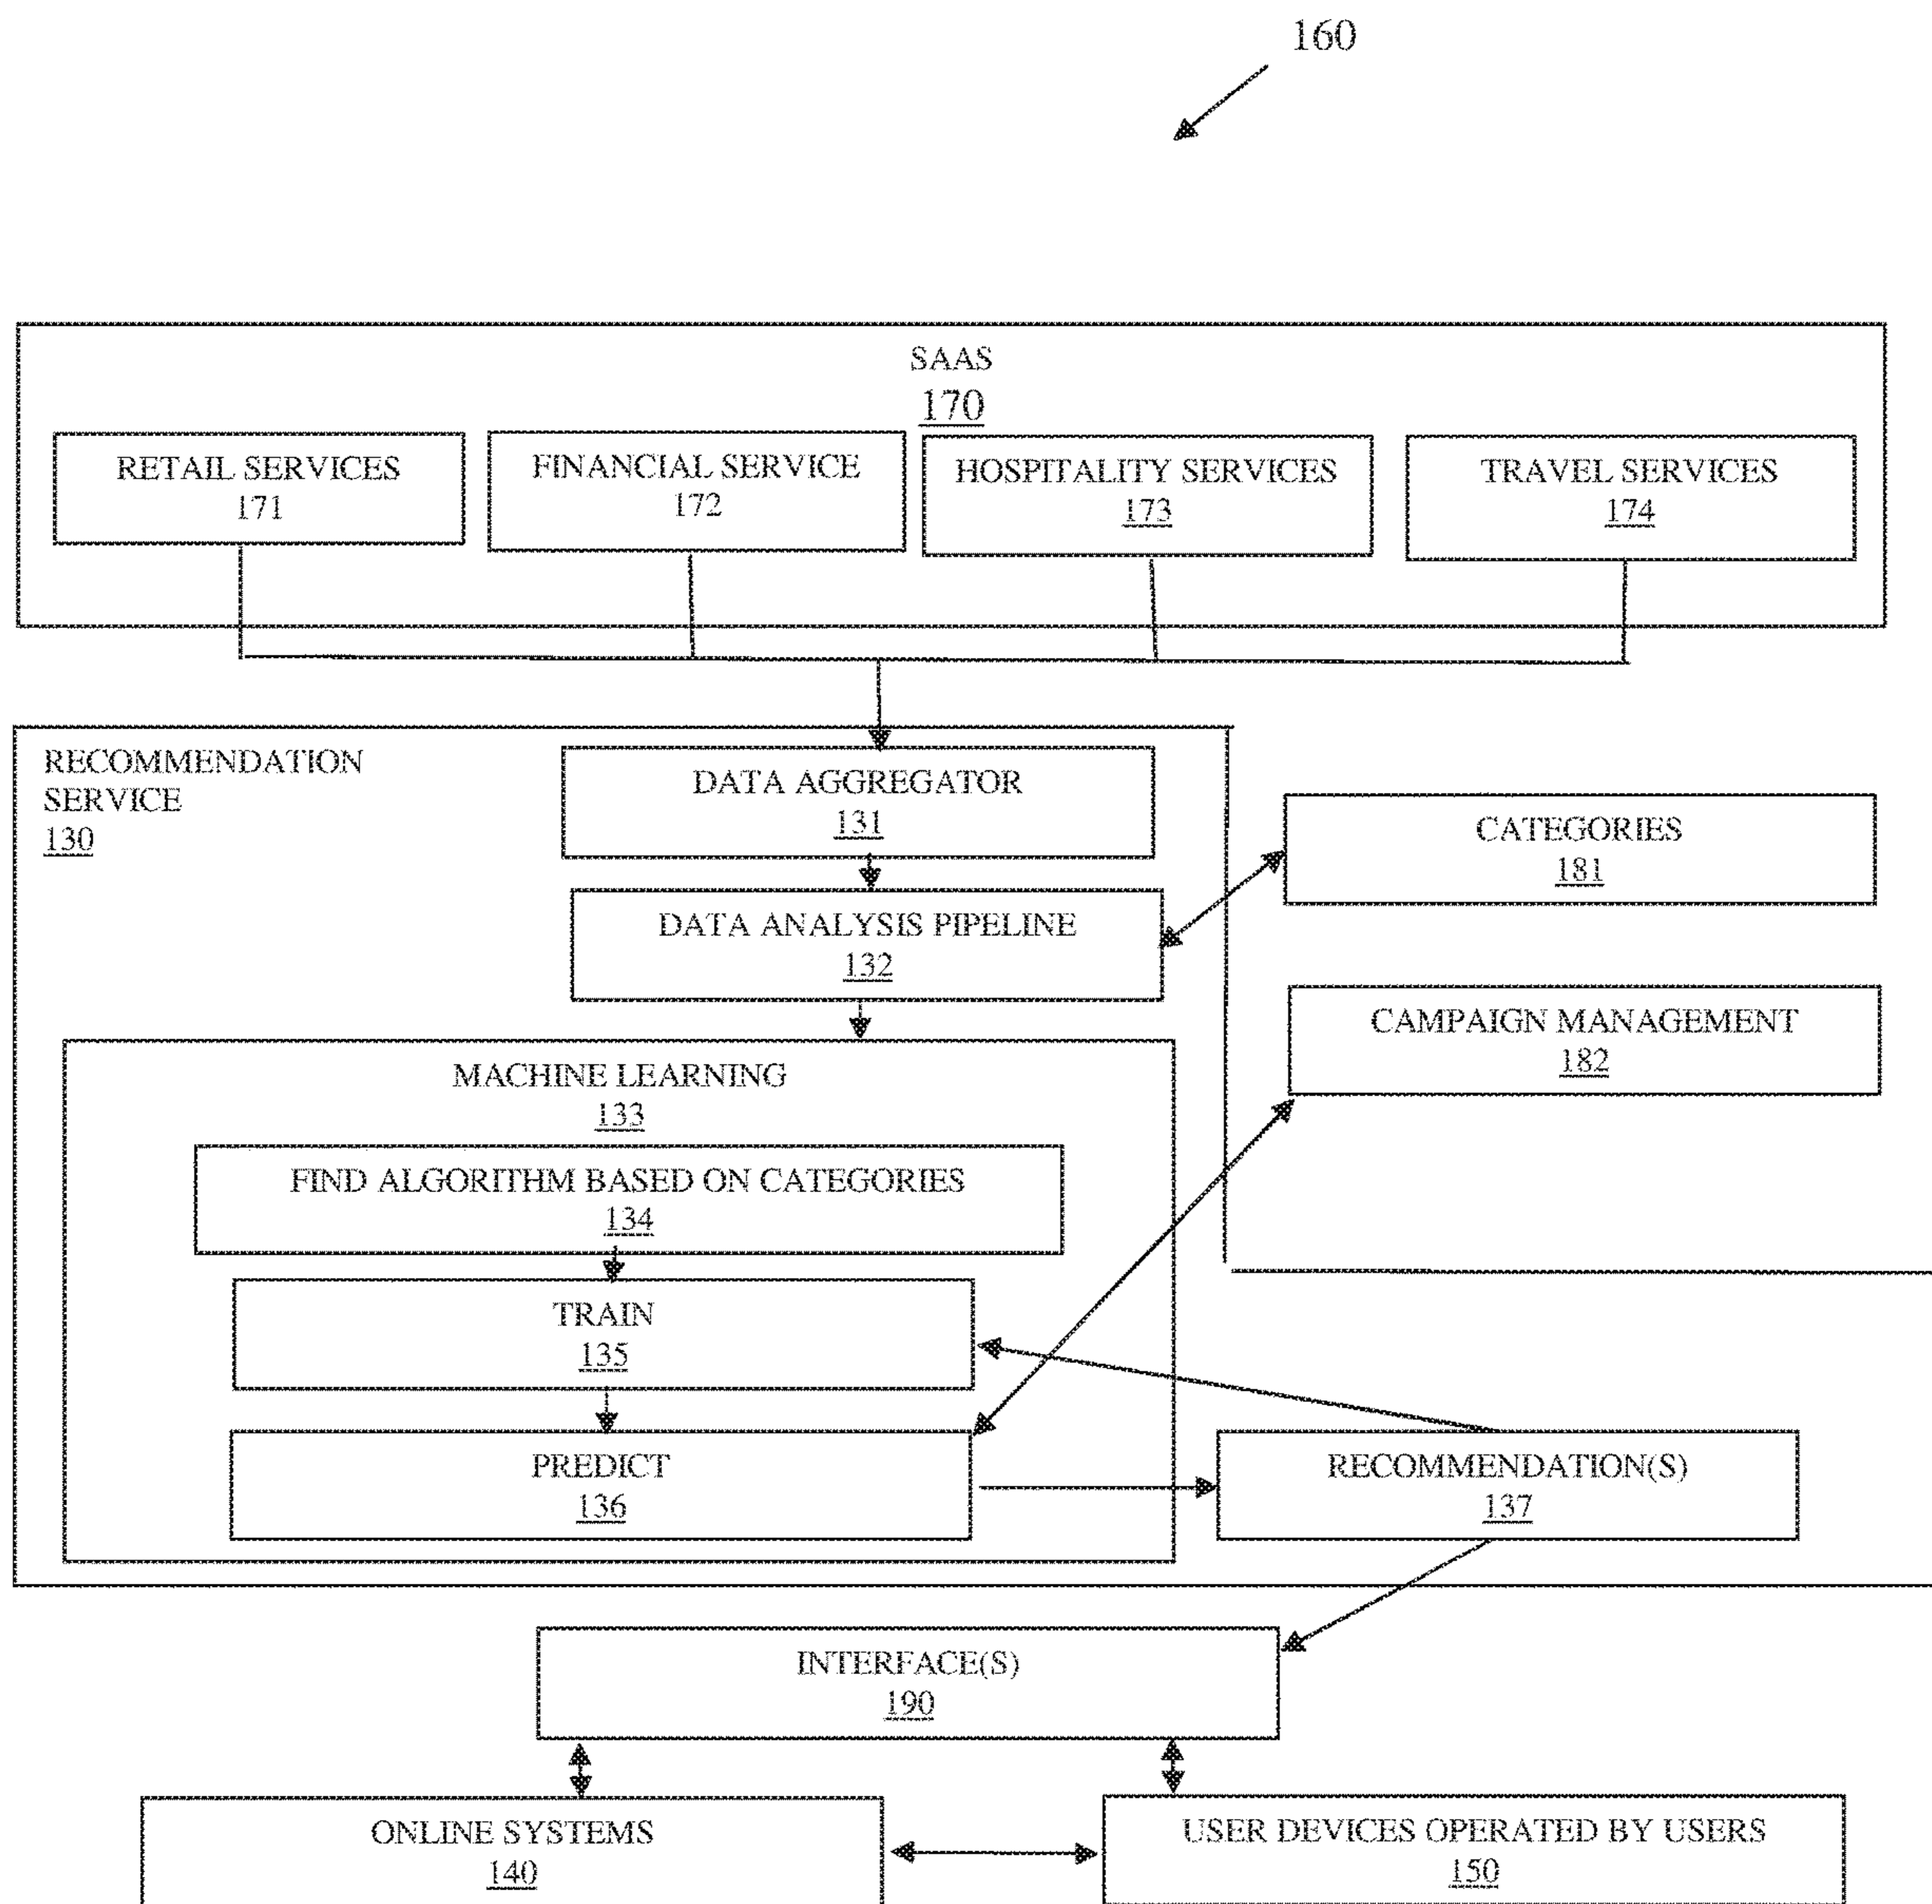 160
SAAS
170
RETAIL SERVICES
171
FINANCIAL SERVICE
172
HOSPITALITY SERVICES
173
TRAVEL SERVICES
174
RECOMMENDATION
SERVICE
130
DATA AGGREGATOR
131
CATEGORIES
181
DATA ANALYSIS PIPELINE
132
CAMPAIGN MANAGEMENT
182
MACHINE LEARNING
133
FIND ALGORITHM BASED ON CATEGORIES
134
TRAIN
135
PREDICT
136
RECOMMENDATION(S)
137
INTERFACE(S)
190
ONLINE SYSTEMS
140
USER DEVICES OPERATED BY USERS
150